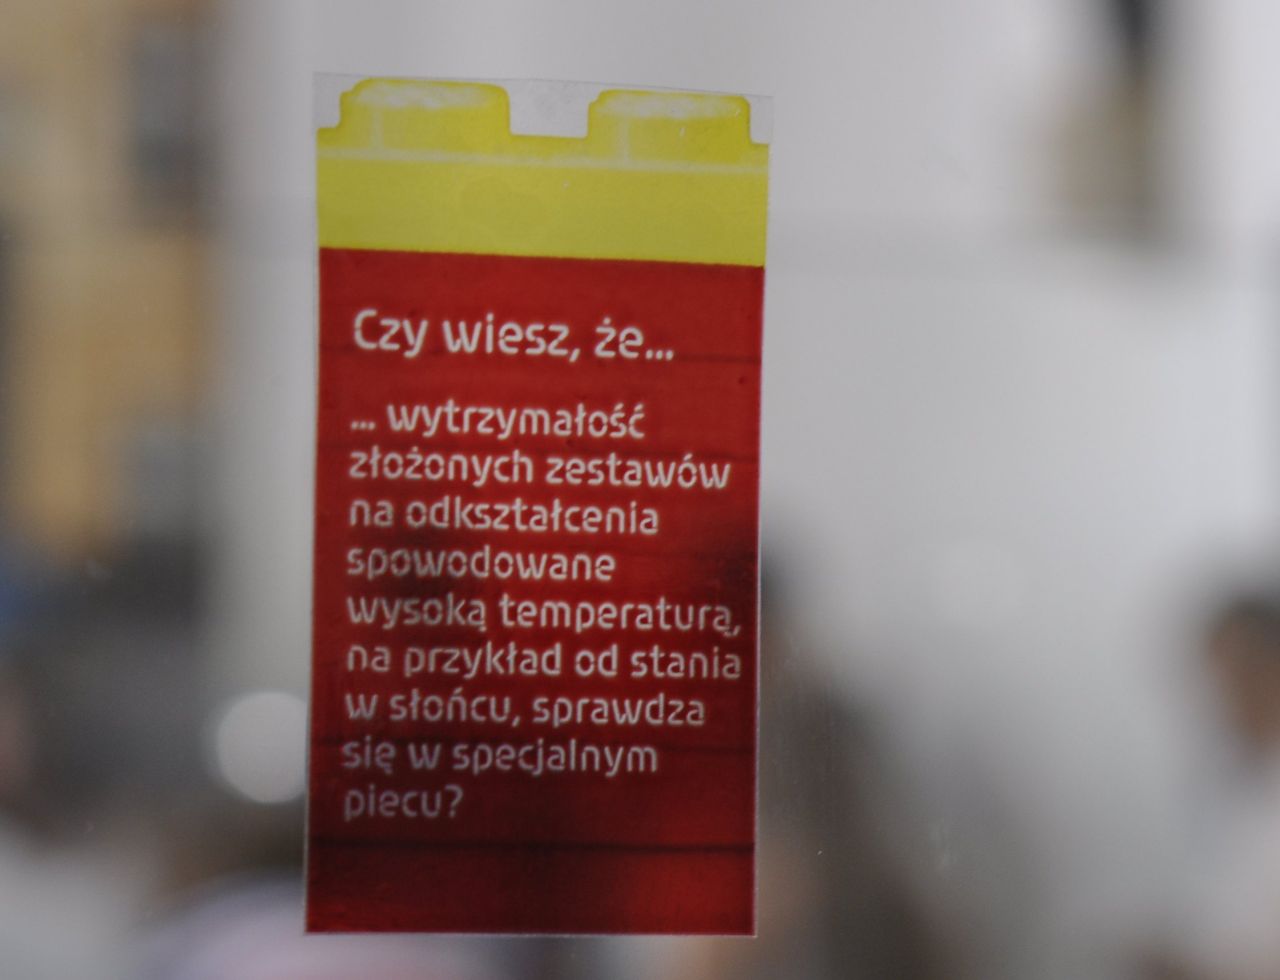 Czy wiesz, że...
... wytrzymałość
złożonych zestawów
na odkształcenia
spowodowane
wysoką temperaturą,
na przykład od stania
w słońcu, sprawdza
się w specjalnym
piecu?